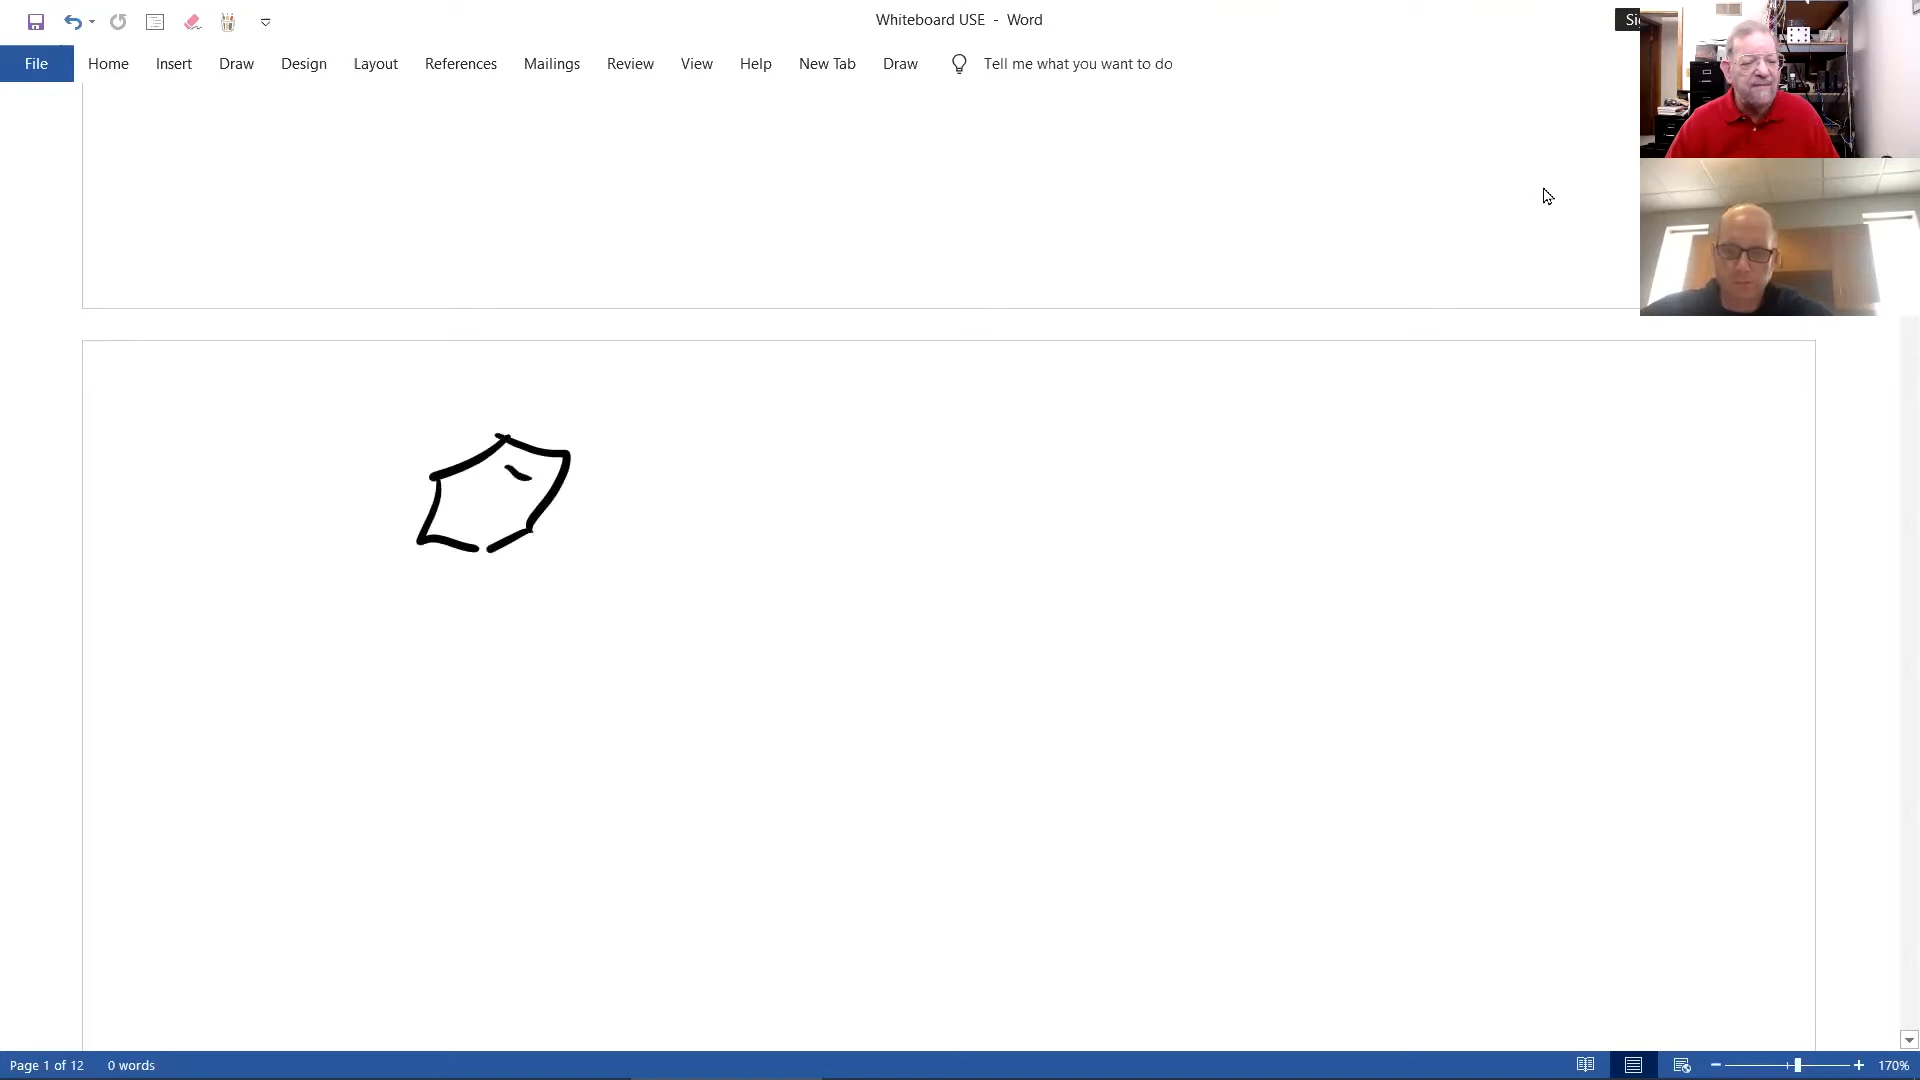 Whiteboard USE - Word
File Home Insert Draw Design Layout References Mailings Review View Help New Tab Draw Tell me what you want to do
Page 1 of 12 0 words 170%